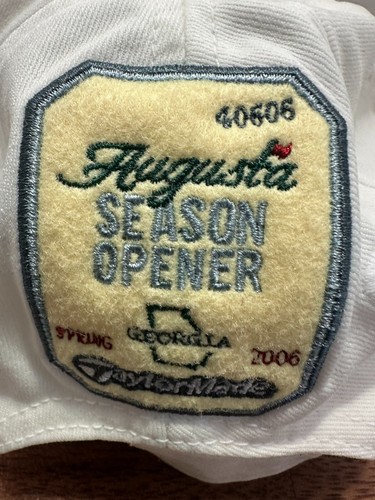 40606
Augusta
SEASON
OPENER
GEORGIA
SPRING 2006
TaylorMade